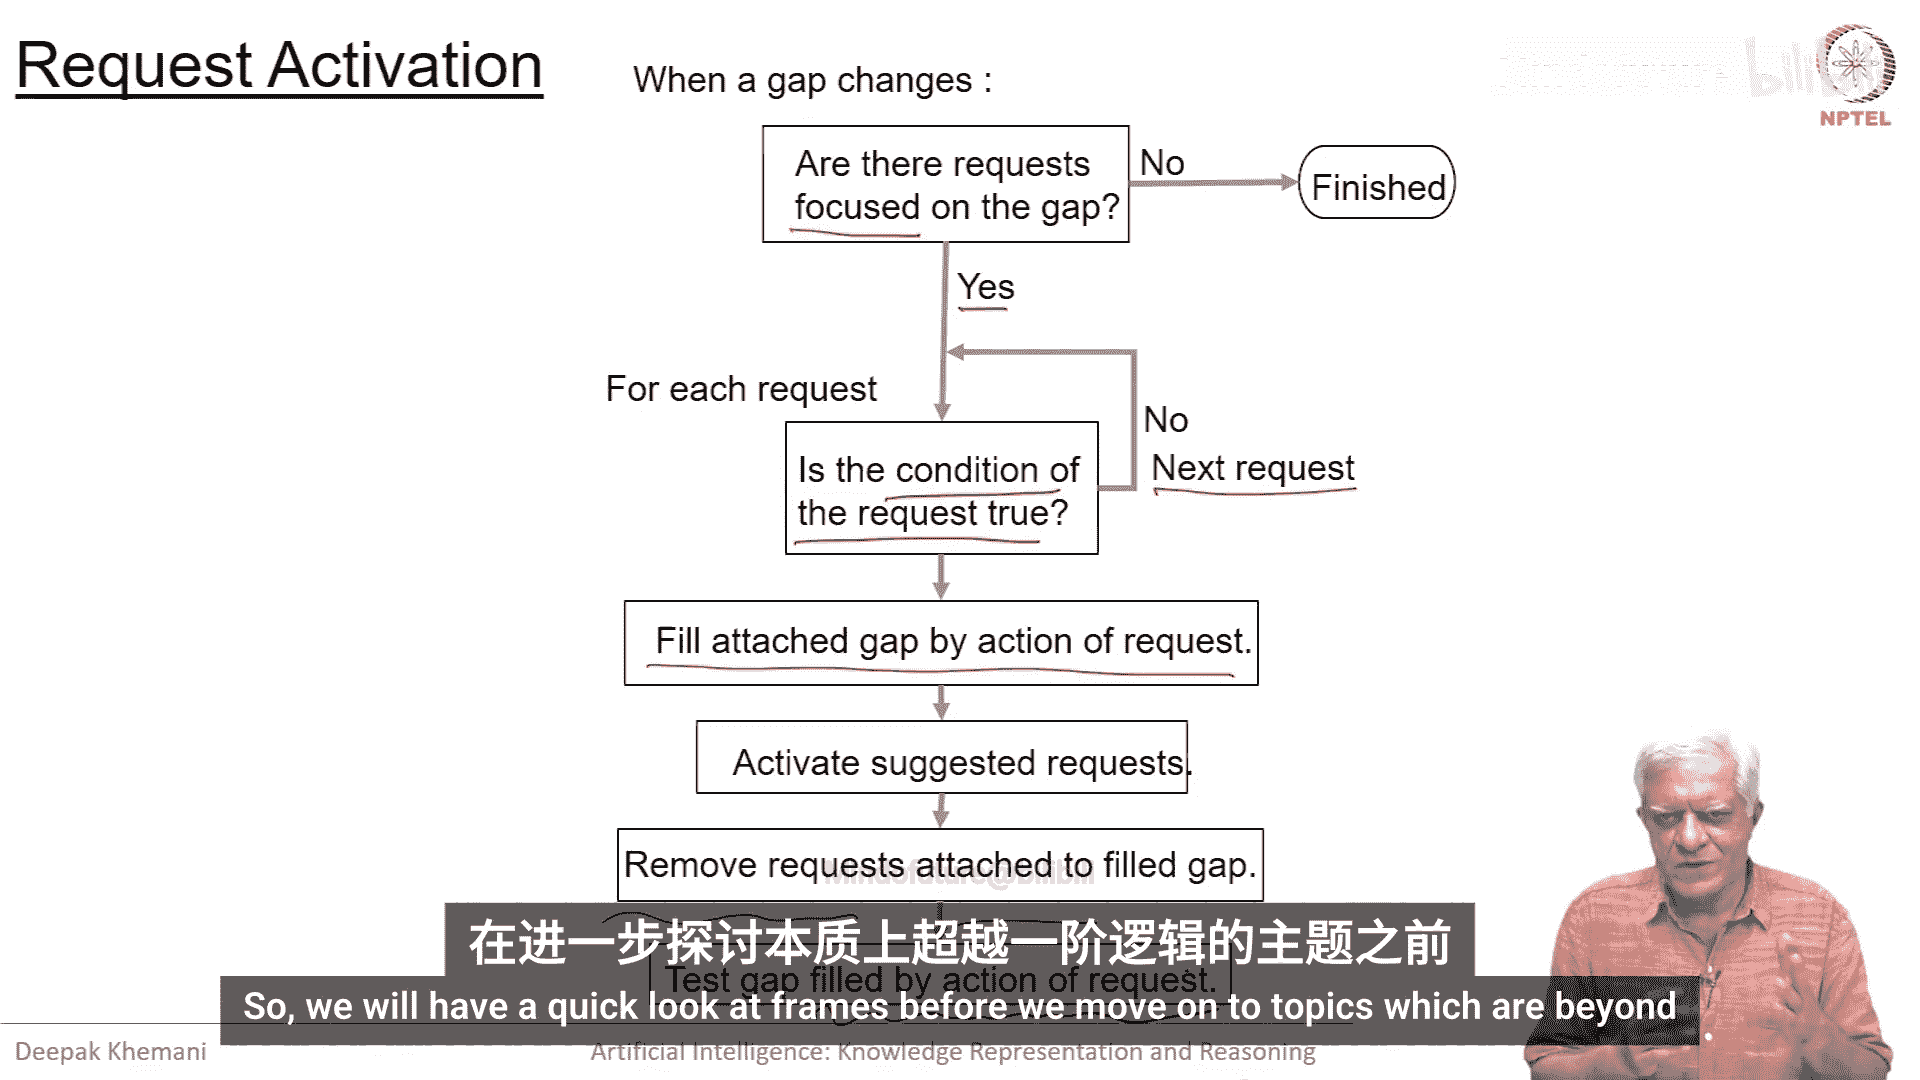 Request Activation
When a gap changes :
NPTEL
Are there requests
focused on the gap?
No
Finished
Yes
For each request
No
Is the condition of
the request true?
Next request
Fill attached gap by action of request.
Activate suggested requests.
Remove requests attached to filled gap.
在进一步探讨本质上超越一阶逻辑的主题之前
Test gap filled by action of request.
So, we will have a quick look at frames before we move on to topics which are beyond
Deepak Khemani
Artificial Intelligence: Knowledge Representation and Reasoning